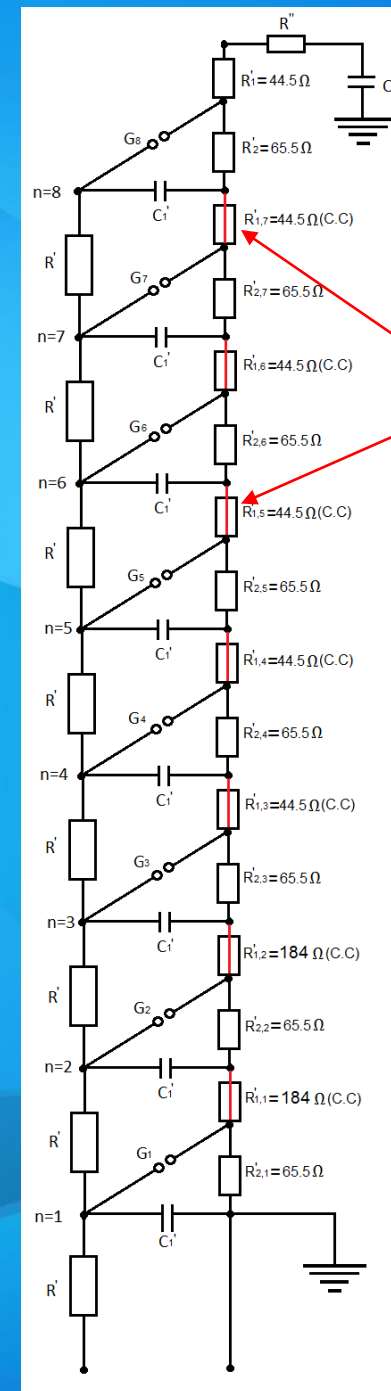 R"
C
R'1=44.5Ω
G8
R'2=65.5Ω
n=8
C1'
R'1,7=44.5Ω(C.C)
R'
G7
R'2,7=65.5Ω
n=7
C1'
R'1,6=44.5Ω(C.C)
R'
G6
R'2,6=65.5Ω
n=6
C1'
R'1,5=44.5Ω(C.C)
R'
G5
R'2,5=65.5Ω
n=5
C1'
R'1,4=44.5Ω(C.C)
R'
G4
R'2,4=65.5Ω
n=4
C1'
R'1,3=44.5Ω(C.C)
R'
G3
R'2,3=65.5Ω
n=3
C1'
R'1,2=184 Ω(C.C)
R'
G2
R'2,2=65.5Ω
n=2
C1'
R'1,1=184 Ω(C.C)
R'
G1
R'2,1=65.5Ω
n=1
C1'
R'